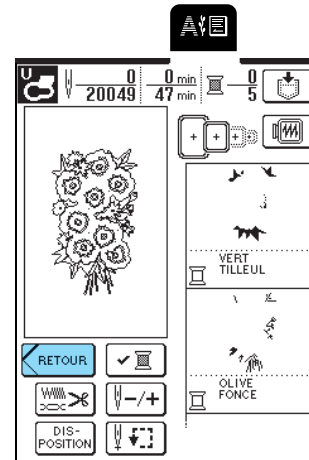 A
U
0 0 min 0
20049 47 min 5
VERT
TILLEUL
OLIVE
FONCE
RETOUR
-/+
DIS-
POSITION